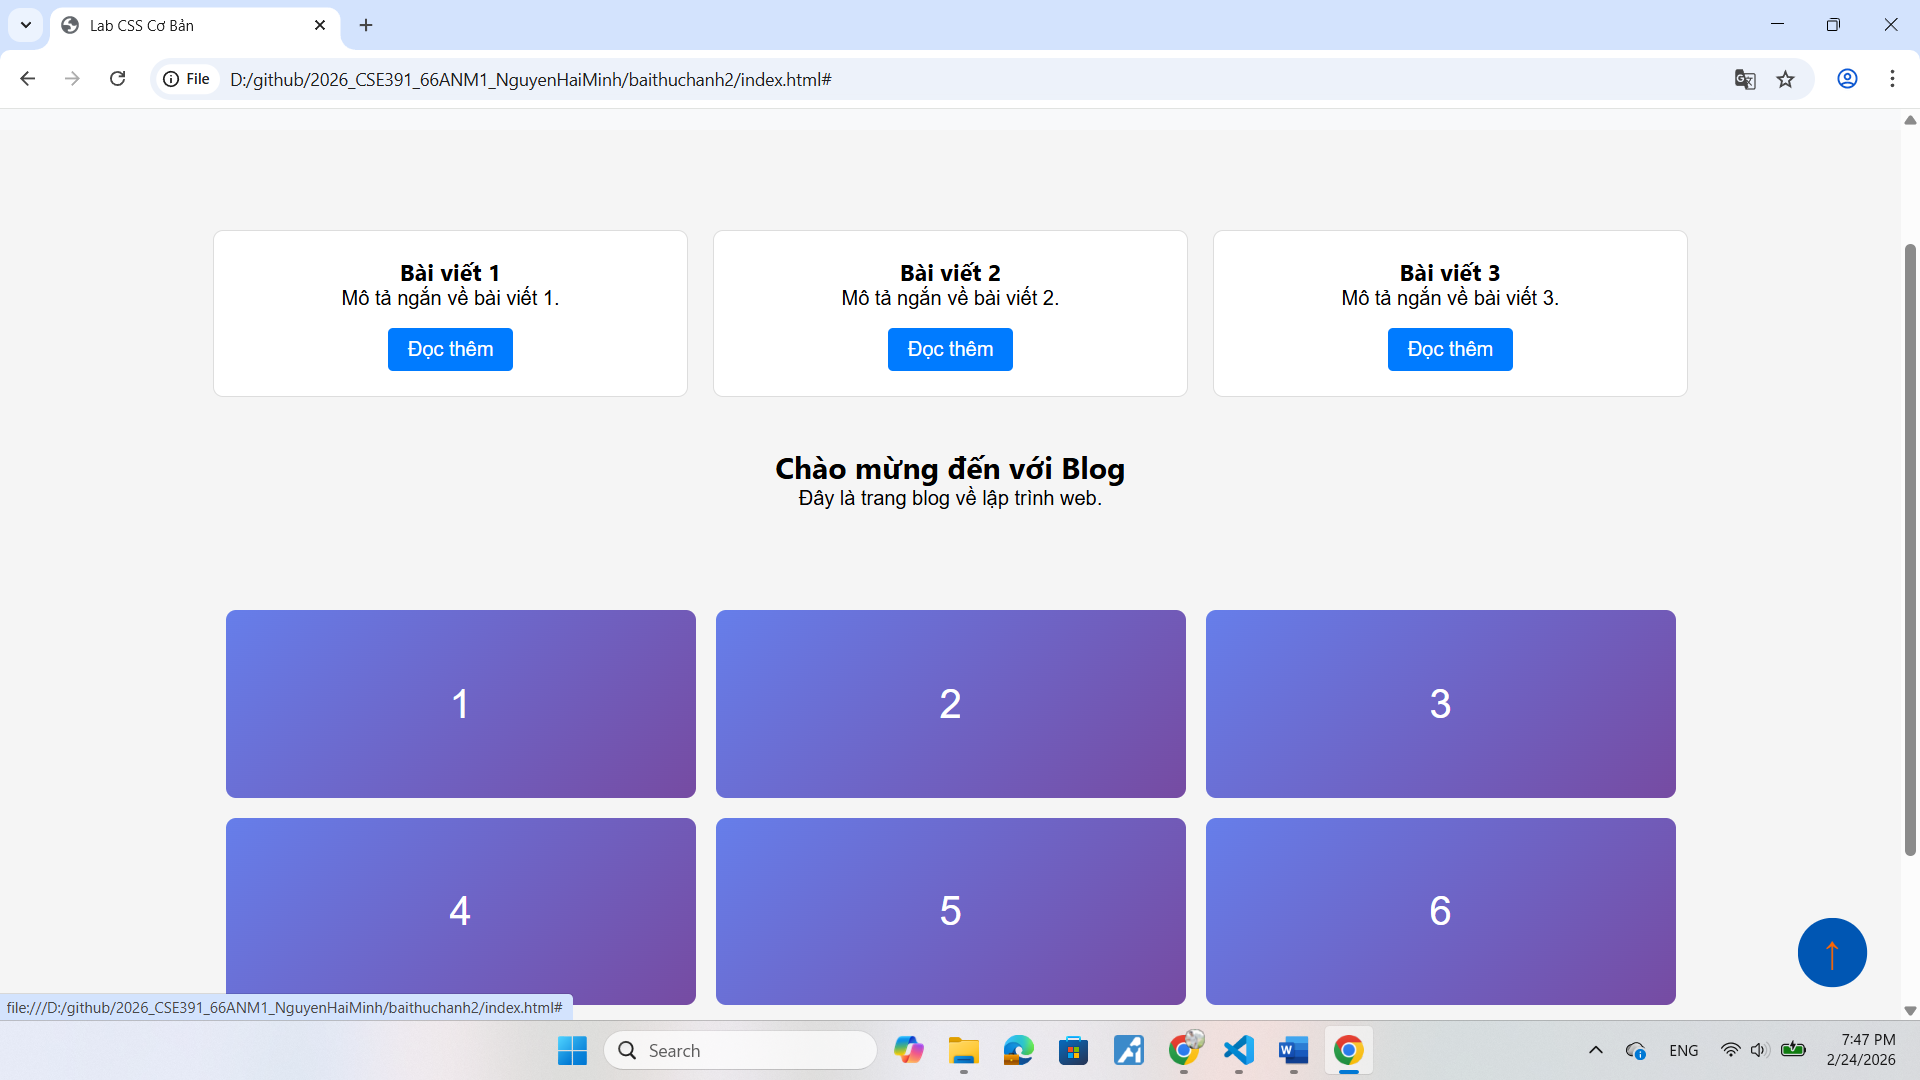 Lab CSS Cơ Bản
File
D:/github/2026_CSE391_66ANM1_NguyenHaiMinh/baithuchanh2/index.html#
Bài viết 1
Mô tả ngắn về bài viết 1.
Đọc thêm
Bài viết 2
Mô tả ngắn về bài viết 2.
Đọc thêm
Bài viết 3
Mô tả ngắn về bài viết 3.
Đọc thêm
Chào mừng đến với Blog
Đây là trang blog về lập trình web.
1
2
3
4
5
6
↑
file:///D:/github/2026_CSE391_66ANM1_NguyenHaiMinh/baithuchanh2/index.html#
Search
ENG
7:47 PM
2/24/2026